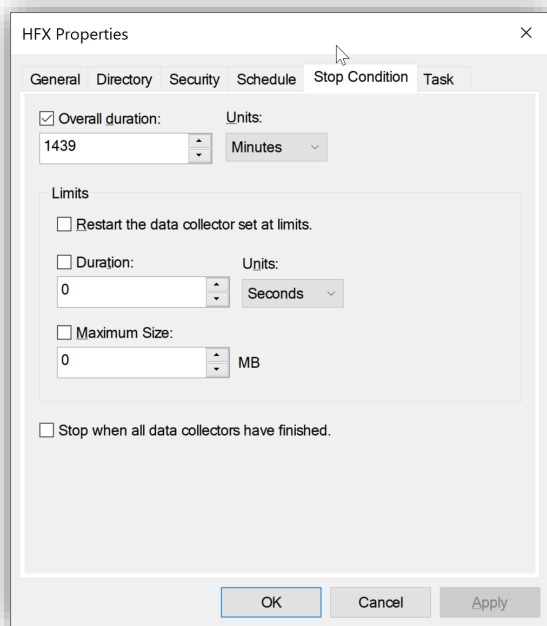 HFX Properties
General Directory Security Schedule Stop Condition Task
Overall duration: Units:
1439 Minutes
Limits
Restart the data collector set at limits.
Duration: Units:
0 Seconds
Maximum Size:
0 MB
Stop when all data collectors have finished.
OK Cancel Apply